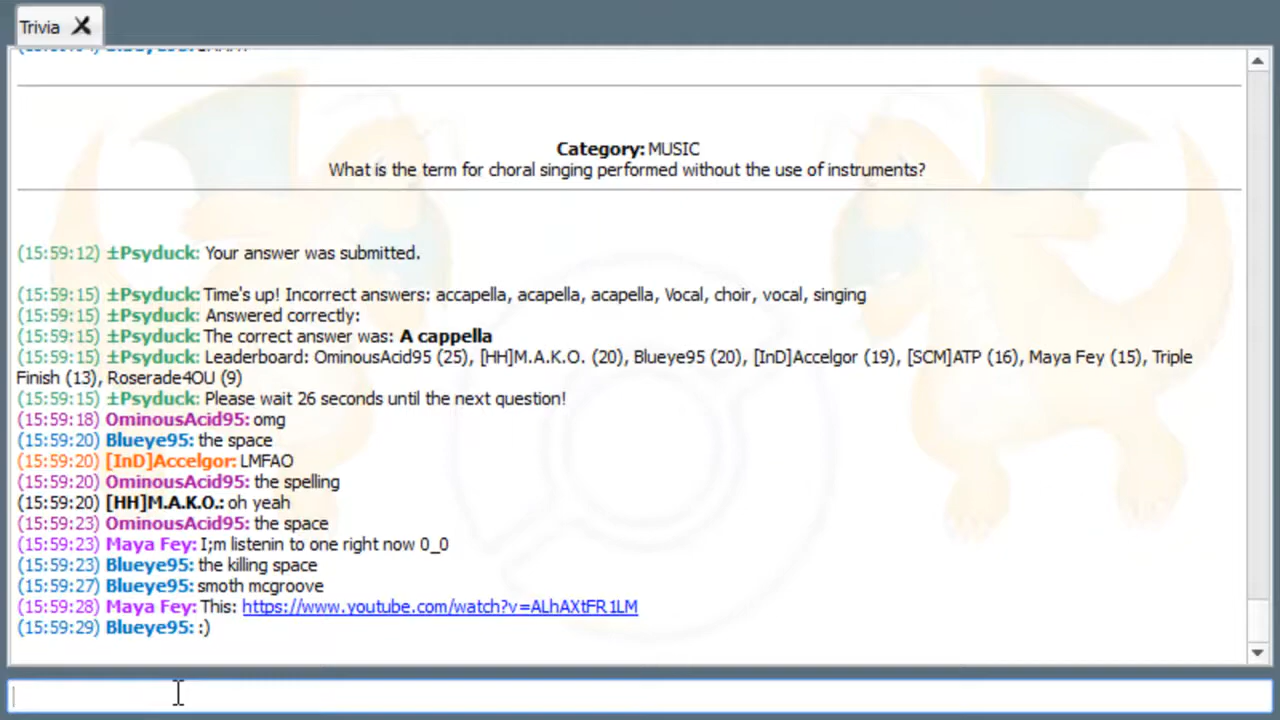 Trivia X
Category: MUSIC
What is the term for choral singing performed without the use of instruments?
(15:59:12) ±Psyduck: Your answer was submitted.
(15:59:15) ±Psyduck: Time's up! Incorrect answers: accapella, acapella, acapella, Vocal, choir, vocal, singing
(15:59:15) ±Psyduck: Answered correctly:
(15:59:15) ±Psyduck: The correct answer was: A cappella
(15:59:15) ±Psyduck: Leaderboard: OminousAcid95 (25), [HH]M.A.K.O. (20), Blueye95 (20), [InD]Accelgor (19), [SCM]ATP (16), Maya Fey (15), Triple
Finish (13), Roserade4OU (9)
(15:59:15) ±Psyduck: Please wait 26 seconds until the next question!
(15:59:18) OminousAcid95: omg
(15:59:20) Blueye95: the space
(15:59:20) [InD]Accelgor: LMFAO
(15:59:20) OminousAcid95: the spelling
(15:59:20) [HH]M.A.K.O.: oh yeah
(15:59:23) OminousAcid95: the space
(15:59:23) Maya Fey: I;m listenin to one right now 0_0
(15:59:23) Blueye95: the killing space
(15:59:27) Blueye95: smoth mcgroove
(15:59:28) Maya Fey: This: https://www.youtube.com/watch?v=ALhAXtFR1LM
(15:59:29) Blueye95: :)